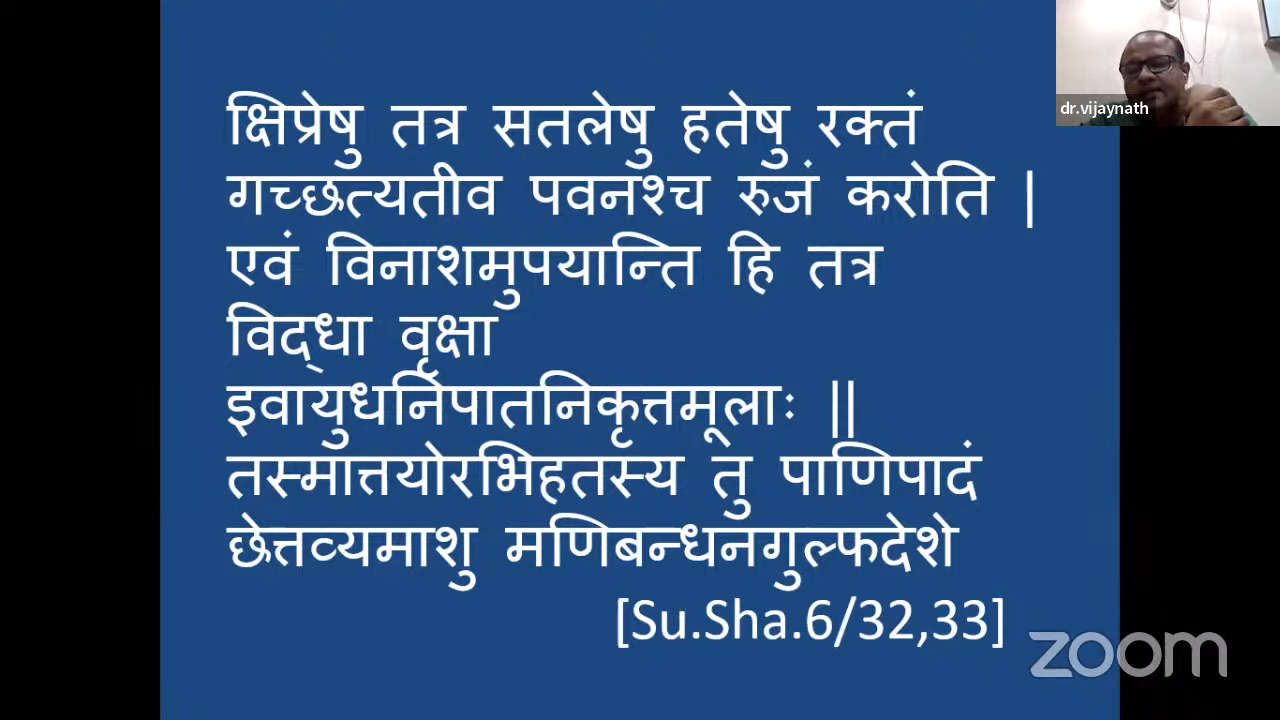 क्षिप्रेषु तत्र सतलेषु हतेषु रक्तं
गच्छत्यतीव पवनश्च रुजं करोति |
एवं विनाशमुपयान्ति हि तत्र
विद्धा वृक्षा
इवायुधनिपातनिकृत्तमूलाः ||
तस्मात्तयोरभिहतस्य तु पाणिपादं
छेत्तव्यमाशु मणिबन्धनगुल्फदेशे
[Su.Sha.6/32,33]
dr.vijaynath
zoom